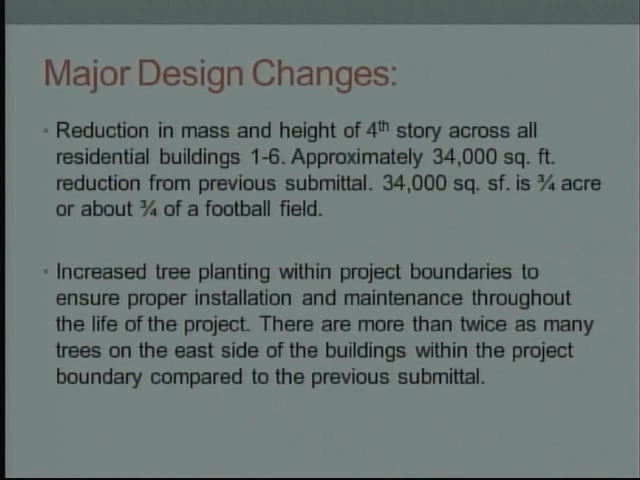 Major Design Changes:
• Reduction in mass and height of 4th story across all
residential buildings 1-6. Approximately 34,000 sq. ft.
reduction from previous submittal. 34,000 sq. sf. is ¾ acre
or about ¾ of a football field.
• Increased tree planting within project boundaries to
ensure proper installation and maintenance throughout
the life of the project. There are more than twice as many
trees on the east side of the buildings within the project
boundary compared to the previous submittal.